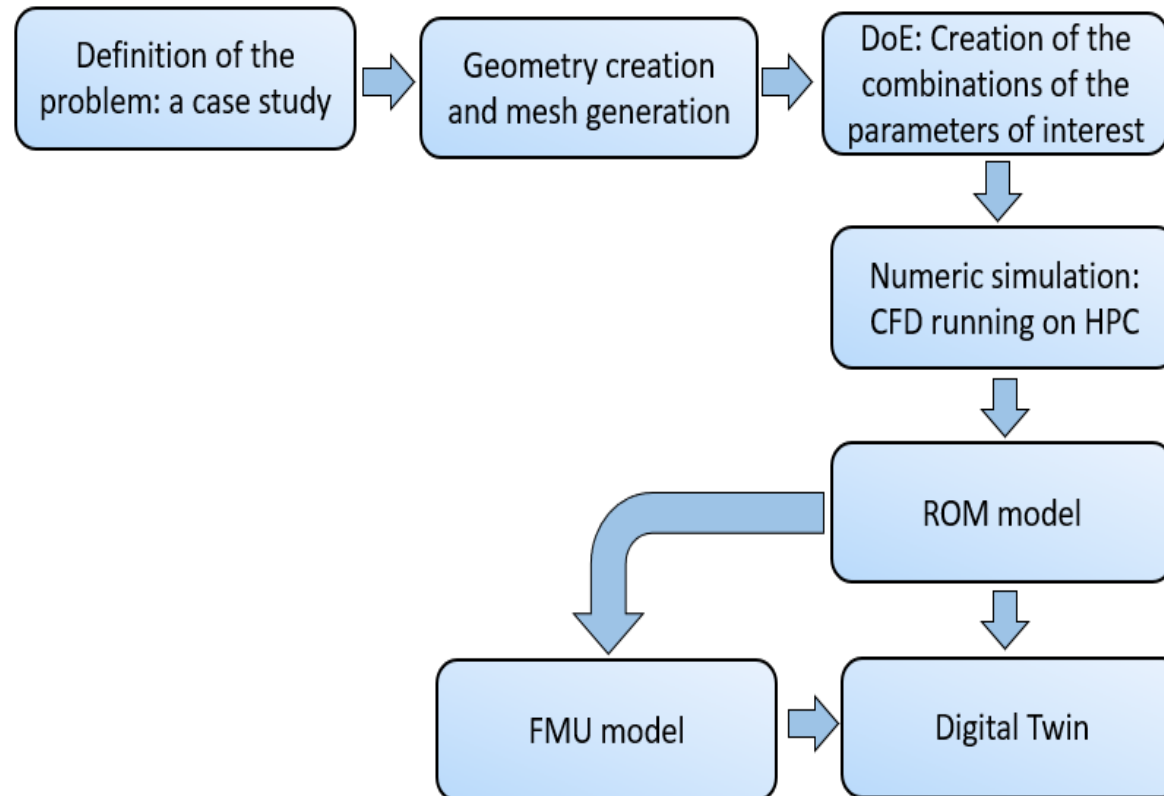 Definition of the
problem: a case study
Geometry creation
and mesh generation
DoE: Creation of the
combinations of the
parameters of interest
Numeric simulation:
CFD running on HPC
ROM model
FMU model
Digital Twin